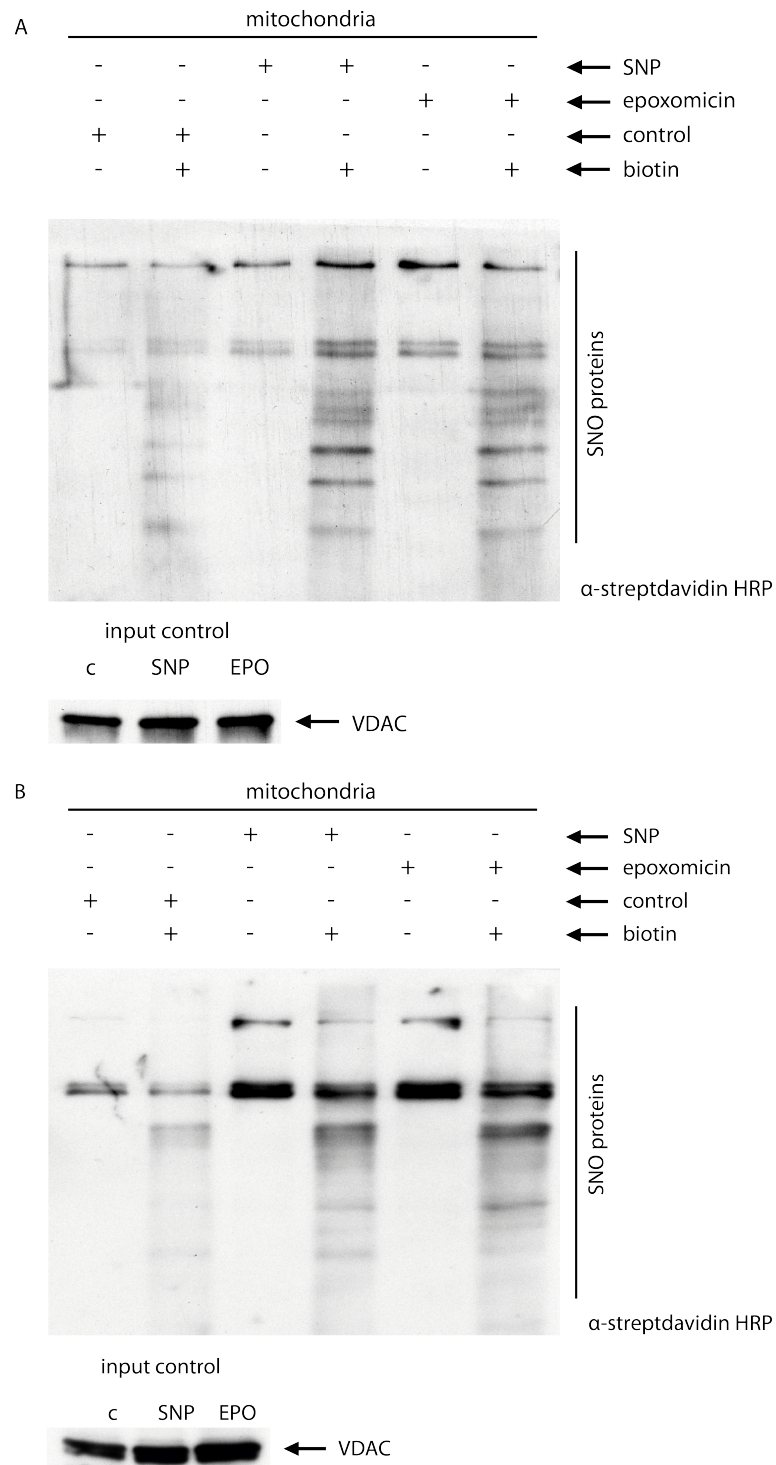 A
mitochondria
- - + + - - SNP
- - - - + + epoxomicin
+ + - - - - control
- + - + - + biotin
SNO proteins
α-streptdavidin HRP
input control
c SNP EPO
VDAC
B
mitochondria
- - + + - - SNP
- - - - + + epoxomicin
+ + - - - - control
- + - + - + biotin
SNO proteins
α-streptdavidin HRP
input control
c SNP EPO
VDAC